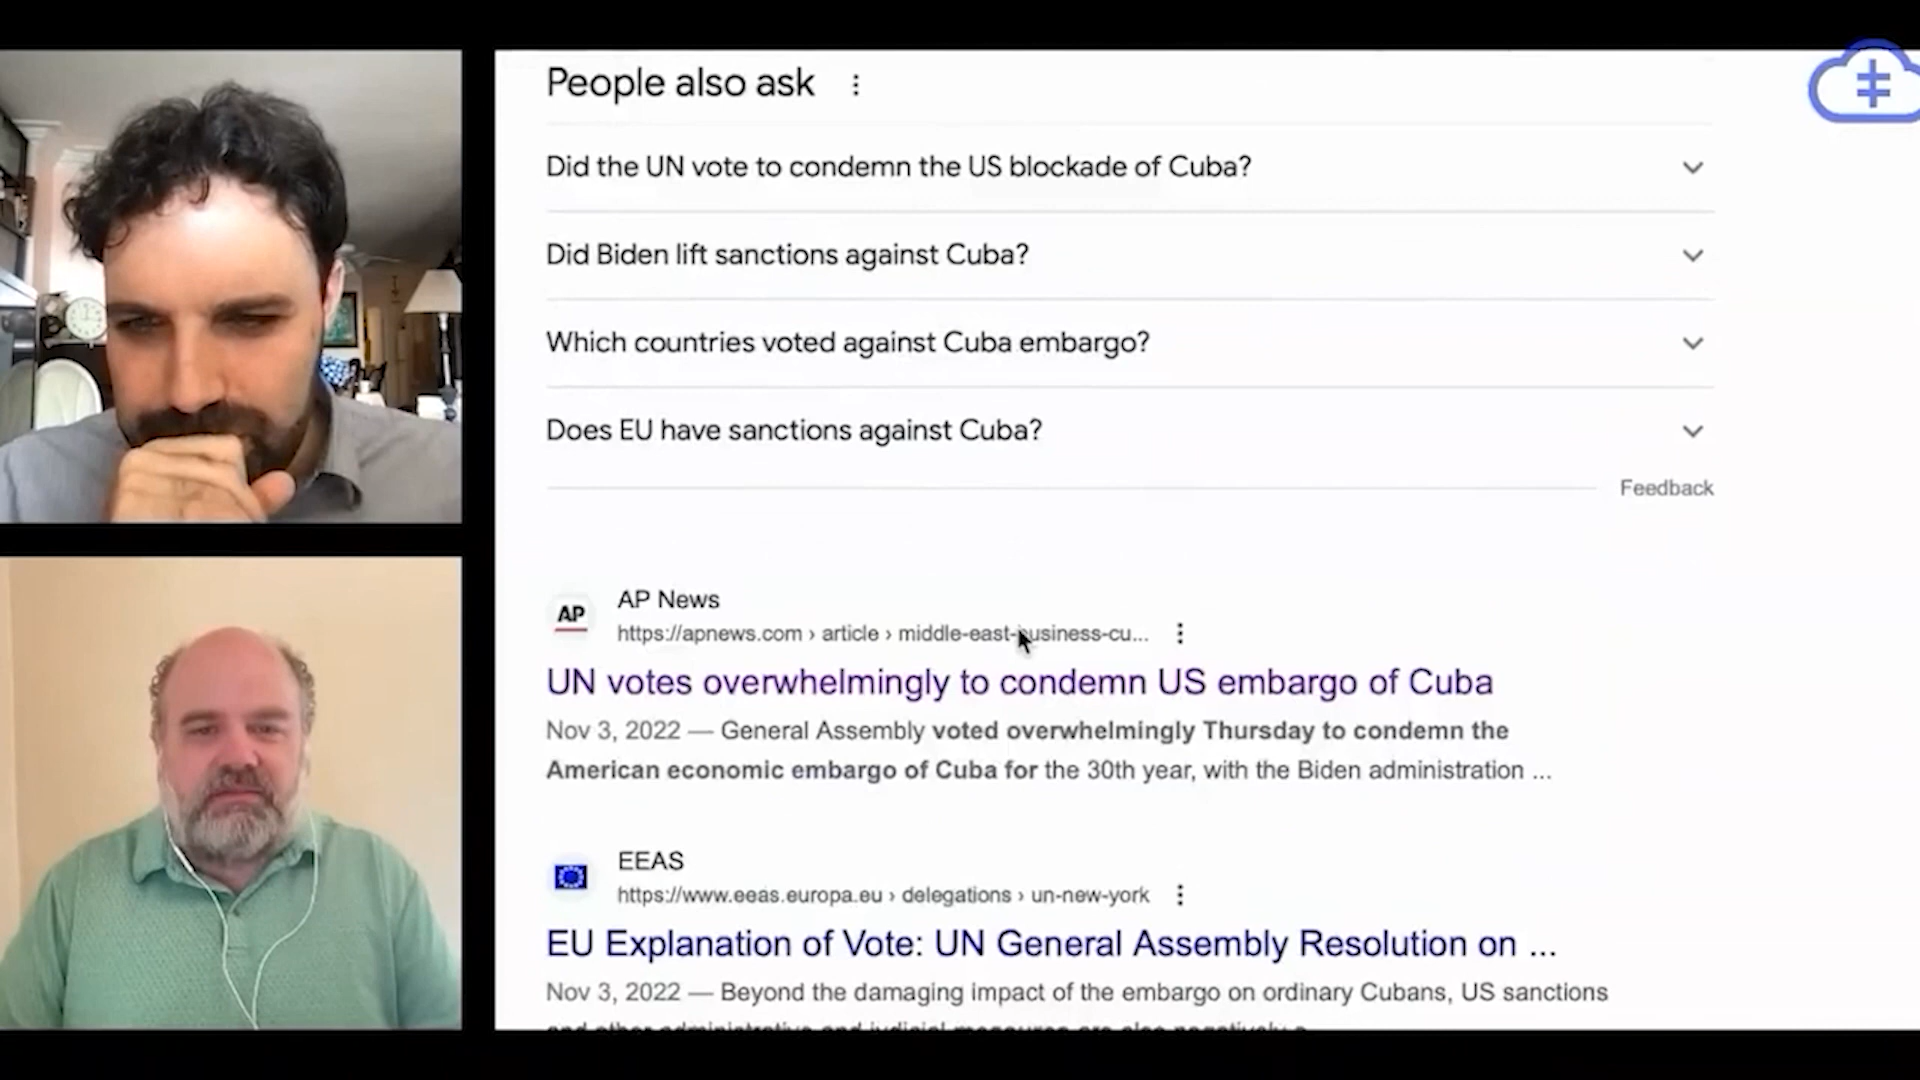 People also ask
Did the UN vote to condemn the US blockade of Cuba?
Did Biden lift sanctions against Cuba?
Which countries voted against Cuba embargo?
Does EU have sanctions against Cuba?
Feedback
AP
AP News
https://apnews.com › article › middle-east-business-cu...
UN votes overwhelmingly to condemn US embargo of Cuba
Nov 3, 2022 — General Assembly voted overwhelmingly Thursday to condemn the
American economic embargo of Cuba for the 30th year, with the Biden administration ...
EEAS
https://www.eeas.europa.eu › delegations › un-new-york
EU Explanation of Vote: UN General Assembly Resolution on ...
Nov 3, 2022 — Beyond the damaging impact of the embargo on ordinary Cubans, US sanctions